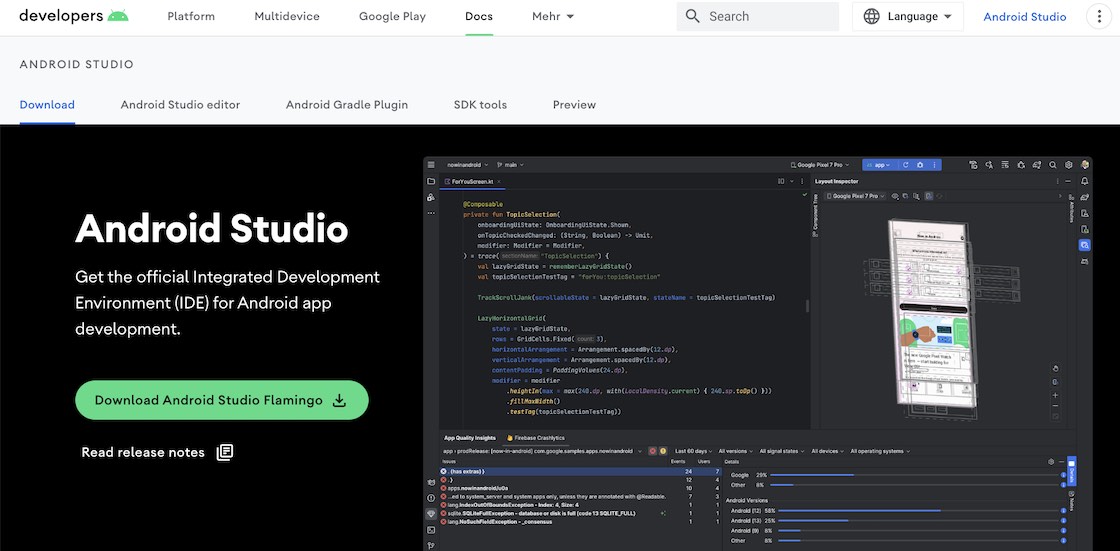 developers
Platform
Multidevice
Google Play
Docs
Mehr
Search
Language
Android Studio
ANDROID STUDIO
Download
Android Studio editor
Android Gradle Plugin
SDK tools
Preview
Android Studio
Get the official Integrated Development
Environment (IDE) for Android app
development.
Download Android Studio Flamingo
Read release notes
nowinandroid
main
Google Pixel 7 Pro
app
ForYouScreen.kt
@Composable
private fun TopicSelection(
onboardingUiState: OnboardingUiState.Shown,
onTopicCheckedChanged: (String, Boolean) -> Unit,
modifier: Modifier = Modifier,
) = trace( sectionName: "TopicSelection") {
val lazyGridState = rememberLazyGridState()
val topicSelectionTestTag = "forYou:topicSelection"
TrackScrollJank(scrollableState = lazyGridState, stateName = topicSelectionTestTag)
LazyHorizontalGrid(
state = lazyGridState,
rows = GridCells.Fixed( count: 3),
horizontalArrangement = Arrangement.spacedBy(12.dp),
verticalArrangement = Arrangement.spacedBy(12.dp),
contentPadding = PaddingValues(24.dp),
modifier = modifier
.heightIn(max = max(240.dp, with(LocalDensity.current) { 240.sp.toDp() }))
.fillMaxWidth()
.testTag(topicSelectionTestTag))
Layout Inspector
Google Pixel 7 Pro
Component Tree
Attributes
App Quality Insights
Firebase Crashlytics
app › prodRelease: [now-in-android] com.google.samples.apps.nowinandroid
Last 60 days
All versions
All signal states
All devices
All operating systems
Issues
Events
Users
(has extras) }
24
7
.}
12
4
apps.nowinandroid/u0a
10
4
...ed to system_server and system apps only, unless they are annotated with @Readable.
7
3
lang.IndexOutOfBoundsException - Index: 4, Size: 4
1
1
sqlite.SQLiteFullException - database or disk is full (code 13 SQLITE_FULL)
1
1
lang.NoSuchFieldException - _consensus
1
1
Details
Google
29%
Other
6%
Android Versions
Android (12)
58%
Android (13)
25%
Android (9)
8%
Other
8%
Details
Notes